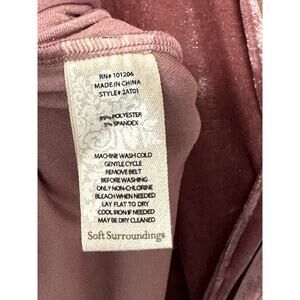 RN# 101206
MADE IN CHINA
STYLE# 2AT01
95% POLYESTER
5% SPANDEX
MACHINE WASH COLD
GENTLE CYCLE
REMOVE BELT
BEFORE WASHING
ONLY NON-CHLORINE
BLEACH WHEN NEEDED
LAY FLAT TO DRY
COOL IRON IF NEEDED
MAY BE DRY CLEANED
Soft Surroundings